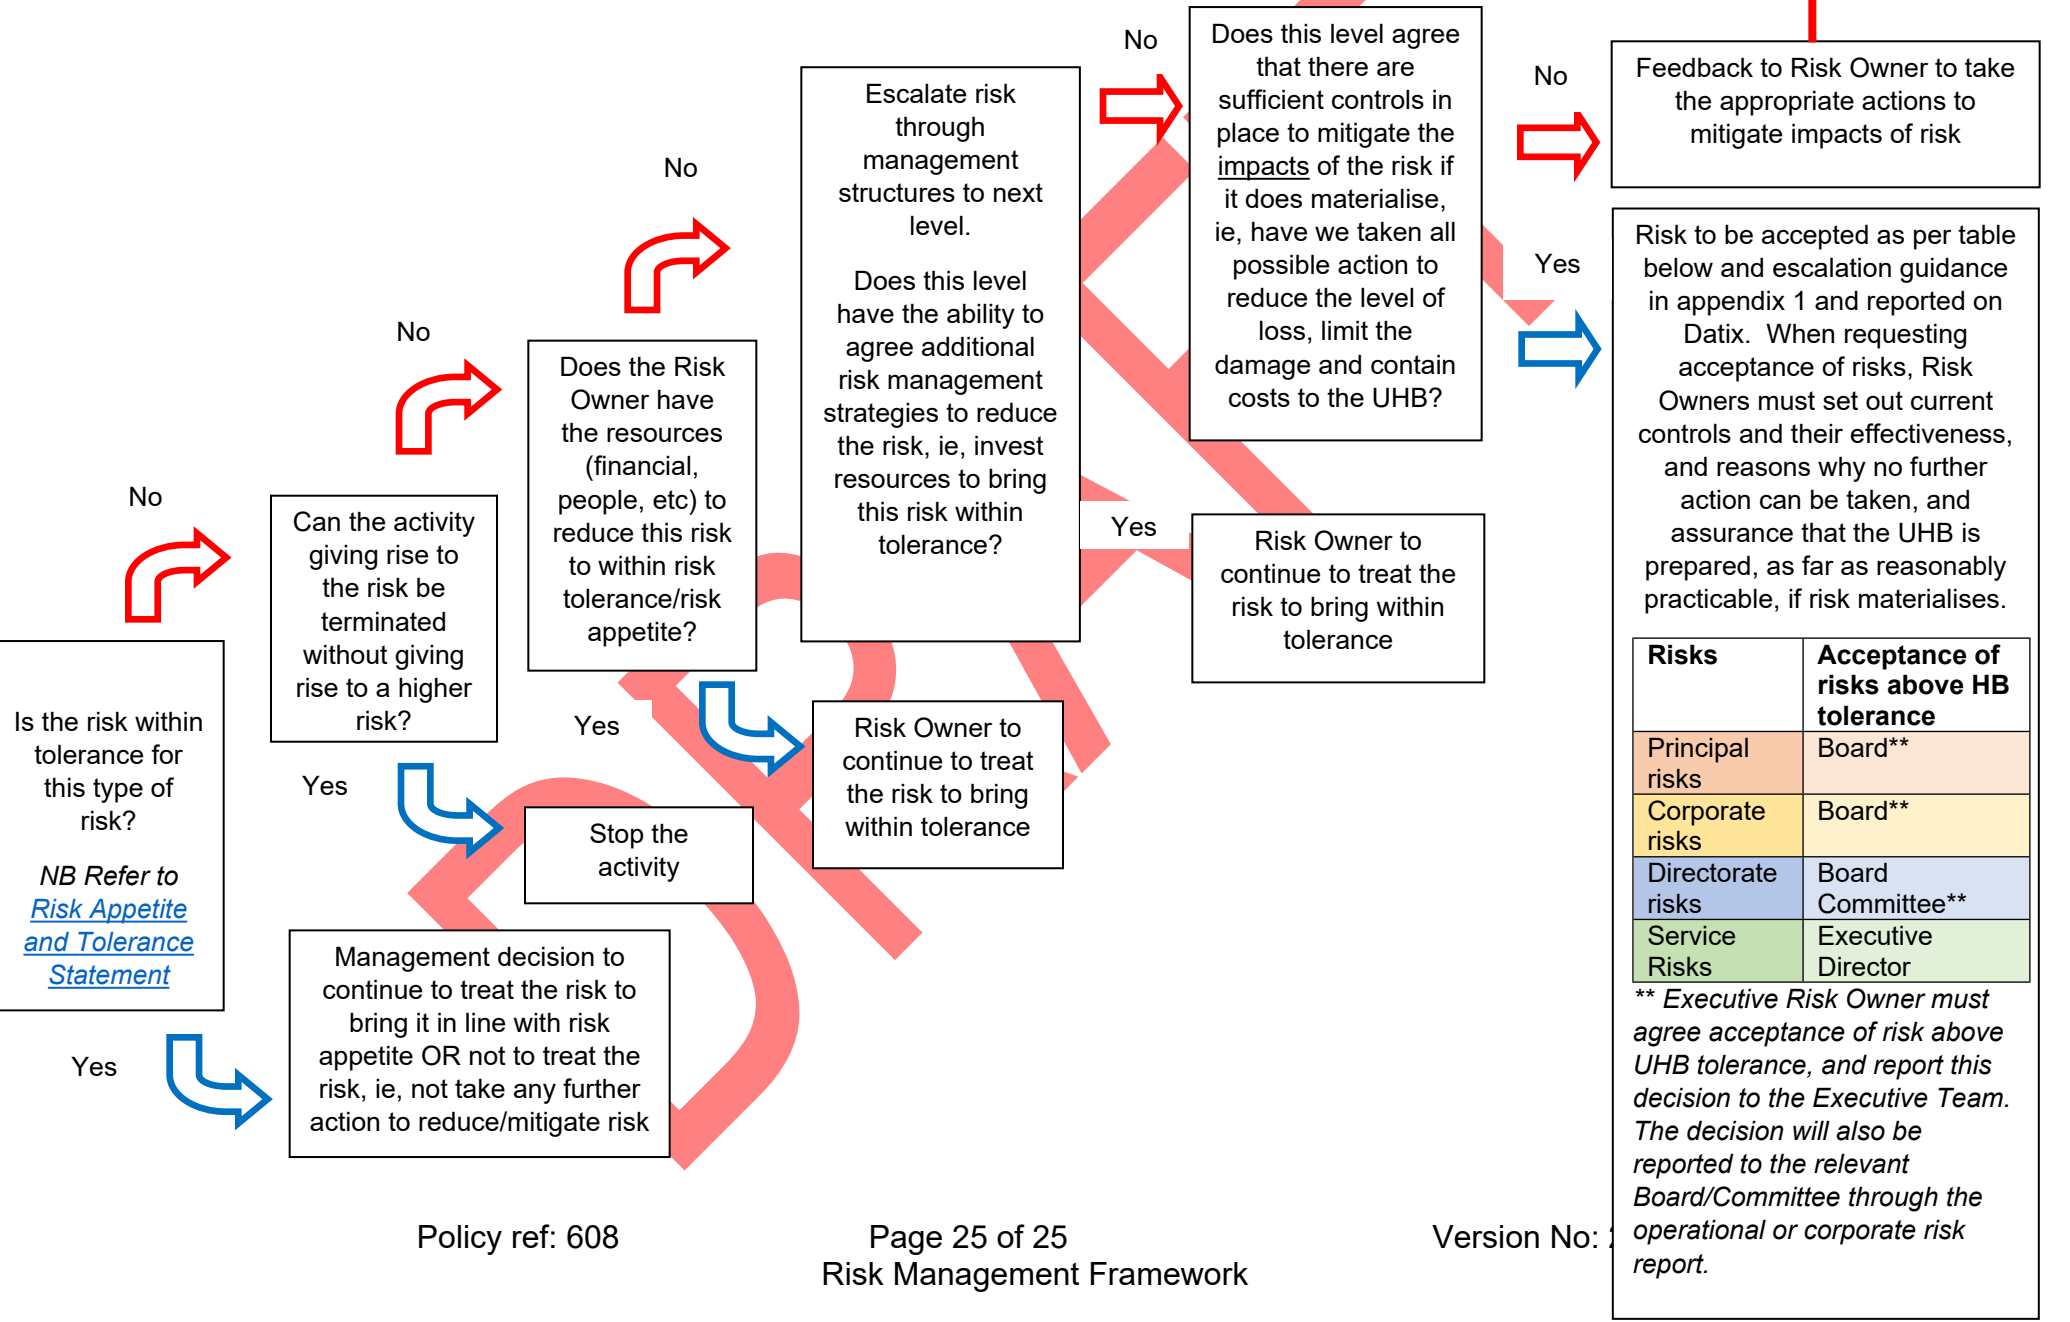 No
Does this level agree
that there are
sufficient controls in
place to mitigate the
impacts of the risk if
it does materialise,
ie, have we taken all
possible action to
reduce the level of
loss, limit the
damage and contain
costs to the UHB?
No
Feedback to Risk Owner to take
the appropriate actions to
mitigate impacts of risk
No
Escalate risk
through
management
structures to next
level.
Does this level
have the ability to
agree additional
risk management
strategies to reduce
the risk, ie, invest
resources to bring
this risk within
tolerance?
Yes
Risk to be accepted as per table
below and escalation guidance
in appendix 1 and reported on
Datix.  When requesting
acceptance of risks, Risk
Owners must set out current
controls and their effectiveness,
and reasons why no further
action can be taken, and
assurance that the UHB is
prepared, as far as reasonably
practicable, if risk materialises.
Risks
Acceptance of
risks above HB
tolerance
Principal
risks
Board**
Corporate
risks
Board**
Directorate
risks
Board
Committee**
Service
Risks
Executive
Director
** Executive Risk Owner must
agree acceptance of risk above
UHB tolerance, and report this
decision to the Executive Team.
The decision will also be
reported to the relevant
Board/Committee through the
operational or corporate risk
report.
No
Does the Risk
Owner have
the resources
(financial,
people, etc) to
reduce this risk
to within risk
tolerance/risk
appetite?
Yes
Risk Owner to
continue to treat the
risk to bring within
tolerance
No
Can the activity
giving rise to
the risk be
terminated
without giving
rise to a higher
risk?
Yes
Risk Owner to
continue to treat
the risk to bring
within tolerance
Is the risk within
tolerance for
this type of
risk?
NB Refer to
Risk Appetite
and Tolerance
Statement
Yes
Stop the
activity
Yes
Management decision to
continue to treat the risk to
bring it in line with risk
appetite OR not to treat the
risk, ie, not take any further
action to reduce/mitigate risk
Policy ref: 608
Page 25 of 25
Version No:
Risk Management Framework